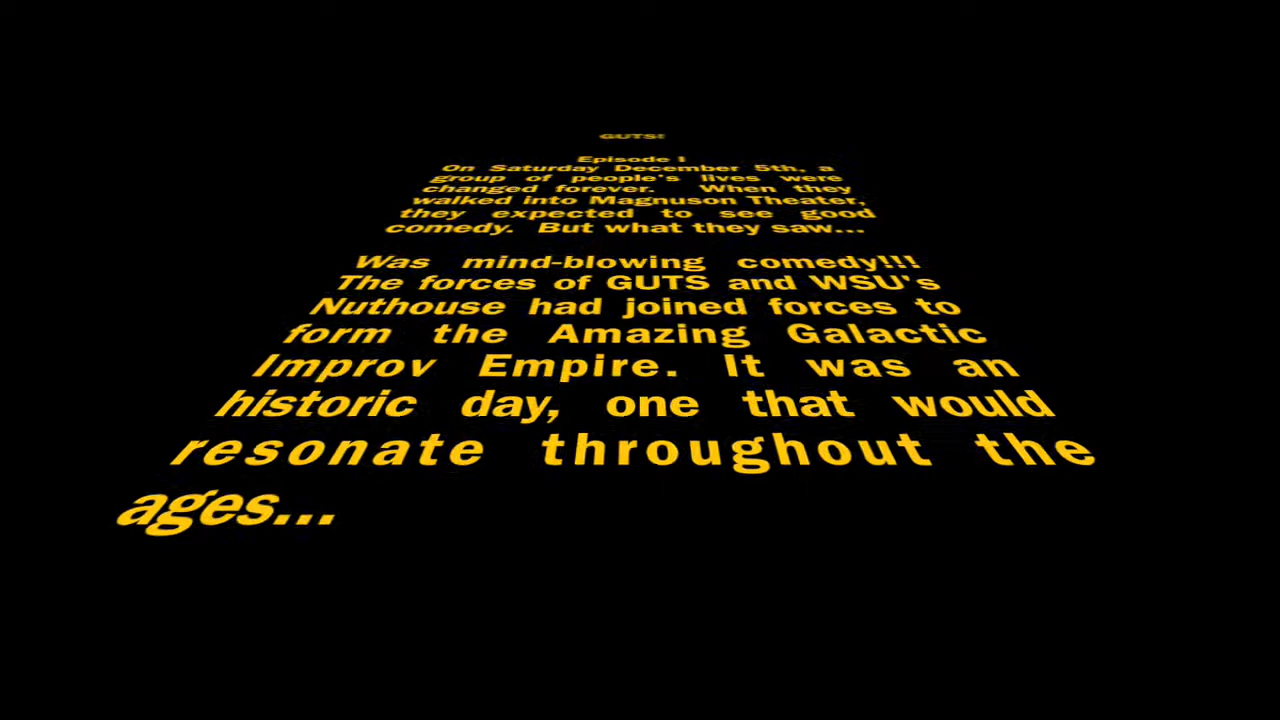 GUTS!
Episode I
On Saturday December 5th, a
group of people's lives were
changed forever. When they
walked into Magnuson Theater,
they expected to see good
comedy. But what they saw...
Was mind-blowing comedy!!!
The forces of GUTS and WSU's
Nuthouse had joined forces to
form the Amazing Galactic
Improv Empire. It was an
historic day, one that would
resonate throughout the
ages...